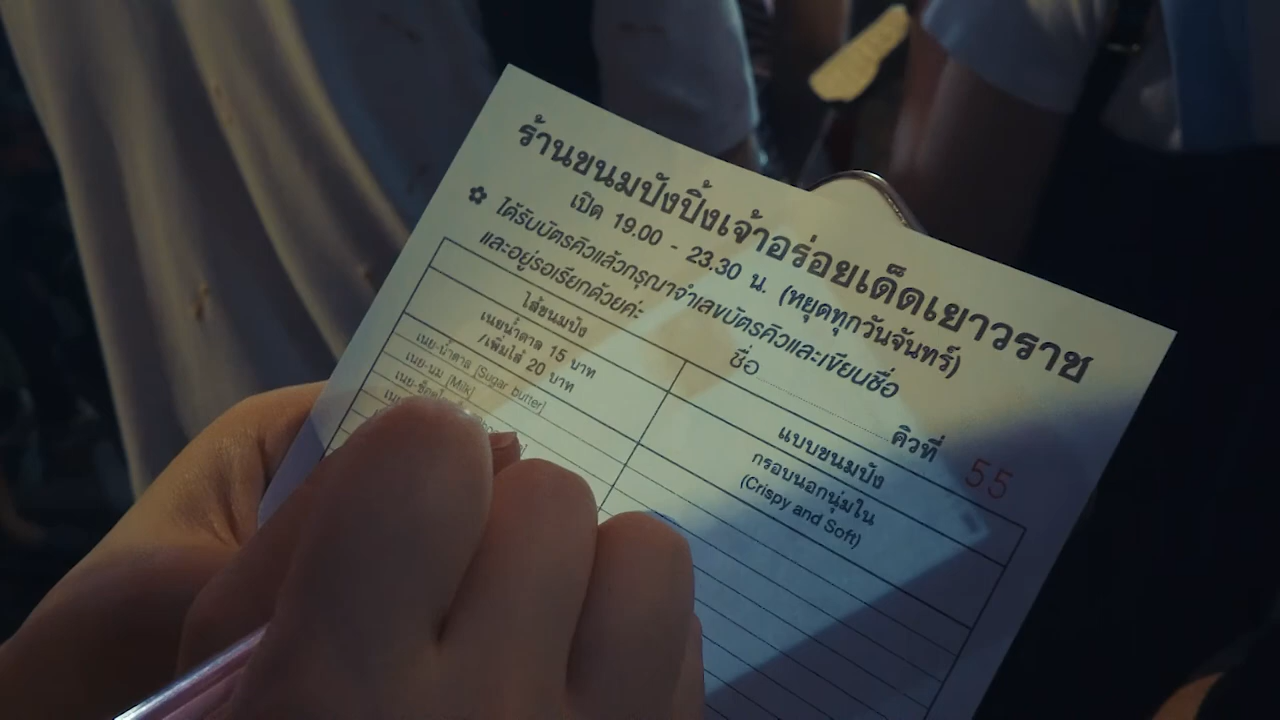 ร้านขนมปังปิ้งเจ้าอร่อยเด็ดเยาวราช
เปิด 19.00 - 23.30 น. (หยุดทุกวันจันทร์)
✿ ได้รับบัตรคิวแล้วกรุณาจำเลขบัตรคิวและเขียนชื่อ
และอยู่รอเรียกด้วยค่ะ
ชื่อ
คิวที่ 55
ไส้ขนมปัง
แบบขนมปัง
เนยน้ำตาล 15 บาท
/เพิ่มไส้ 20 บาท
กรอบนอกนุ่มใน
(Crispy and Soft)
เนย-น้ำตาล [Sugar butter]
เนย-นม [Milk]